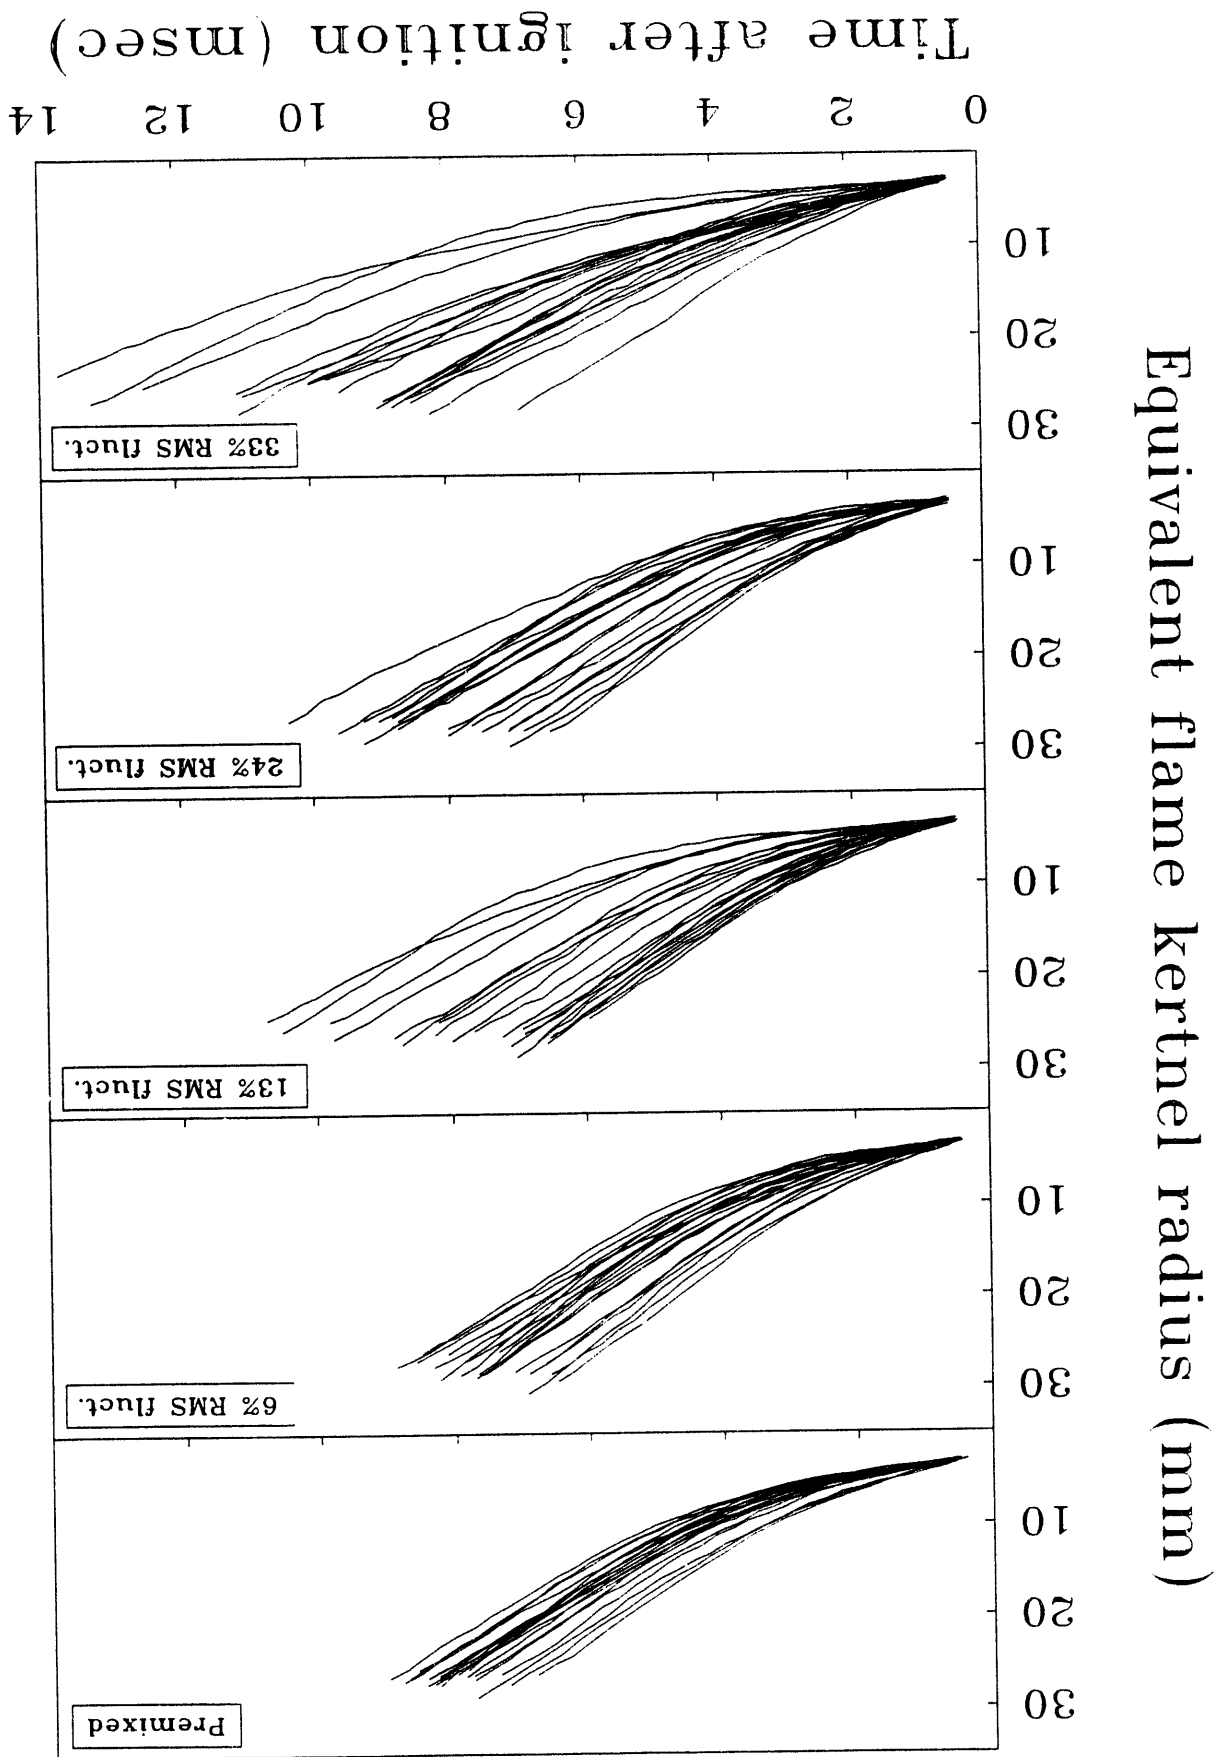 Equivalent flame kertnel radius (mm)
Premixed
30
20
10
6% RMS fluct.
30
20
10
13% RMS fluct.
30
20
10
24% RMS fluct.
30
20
10
33% RMS fluct.
30
20
10
0 2 4 6 8 10 12 14
Time after ignition (msec)